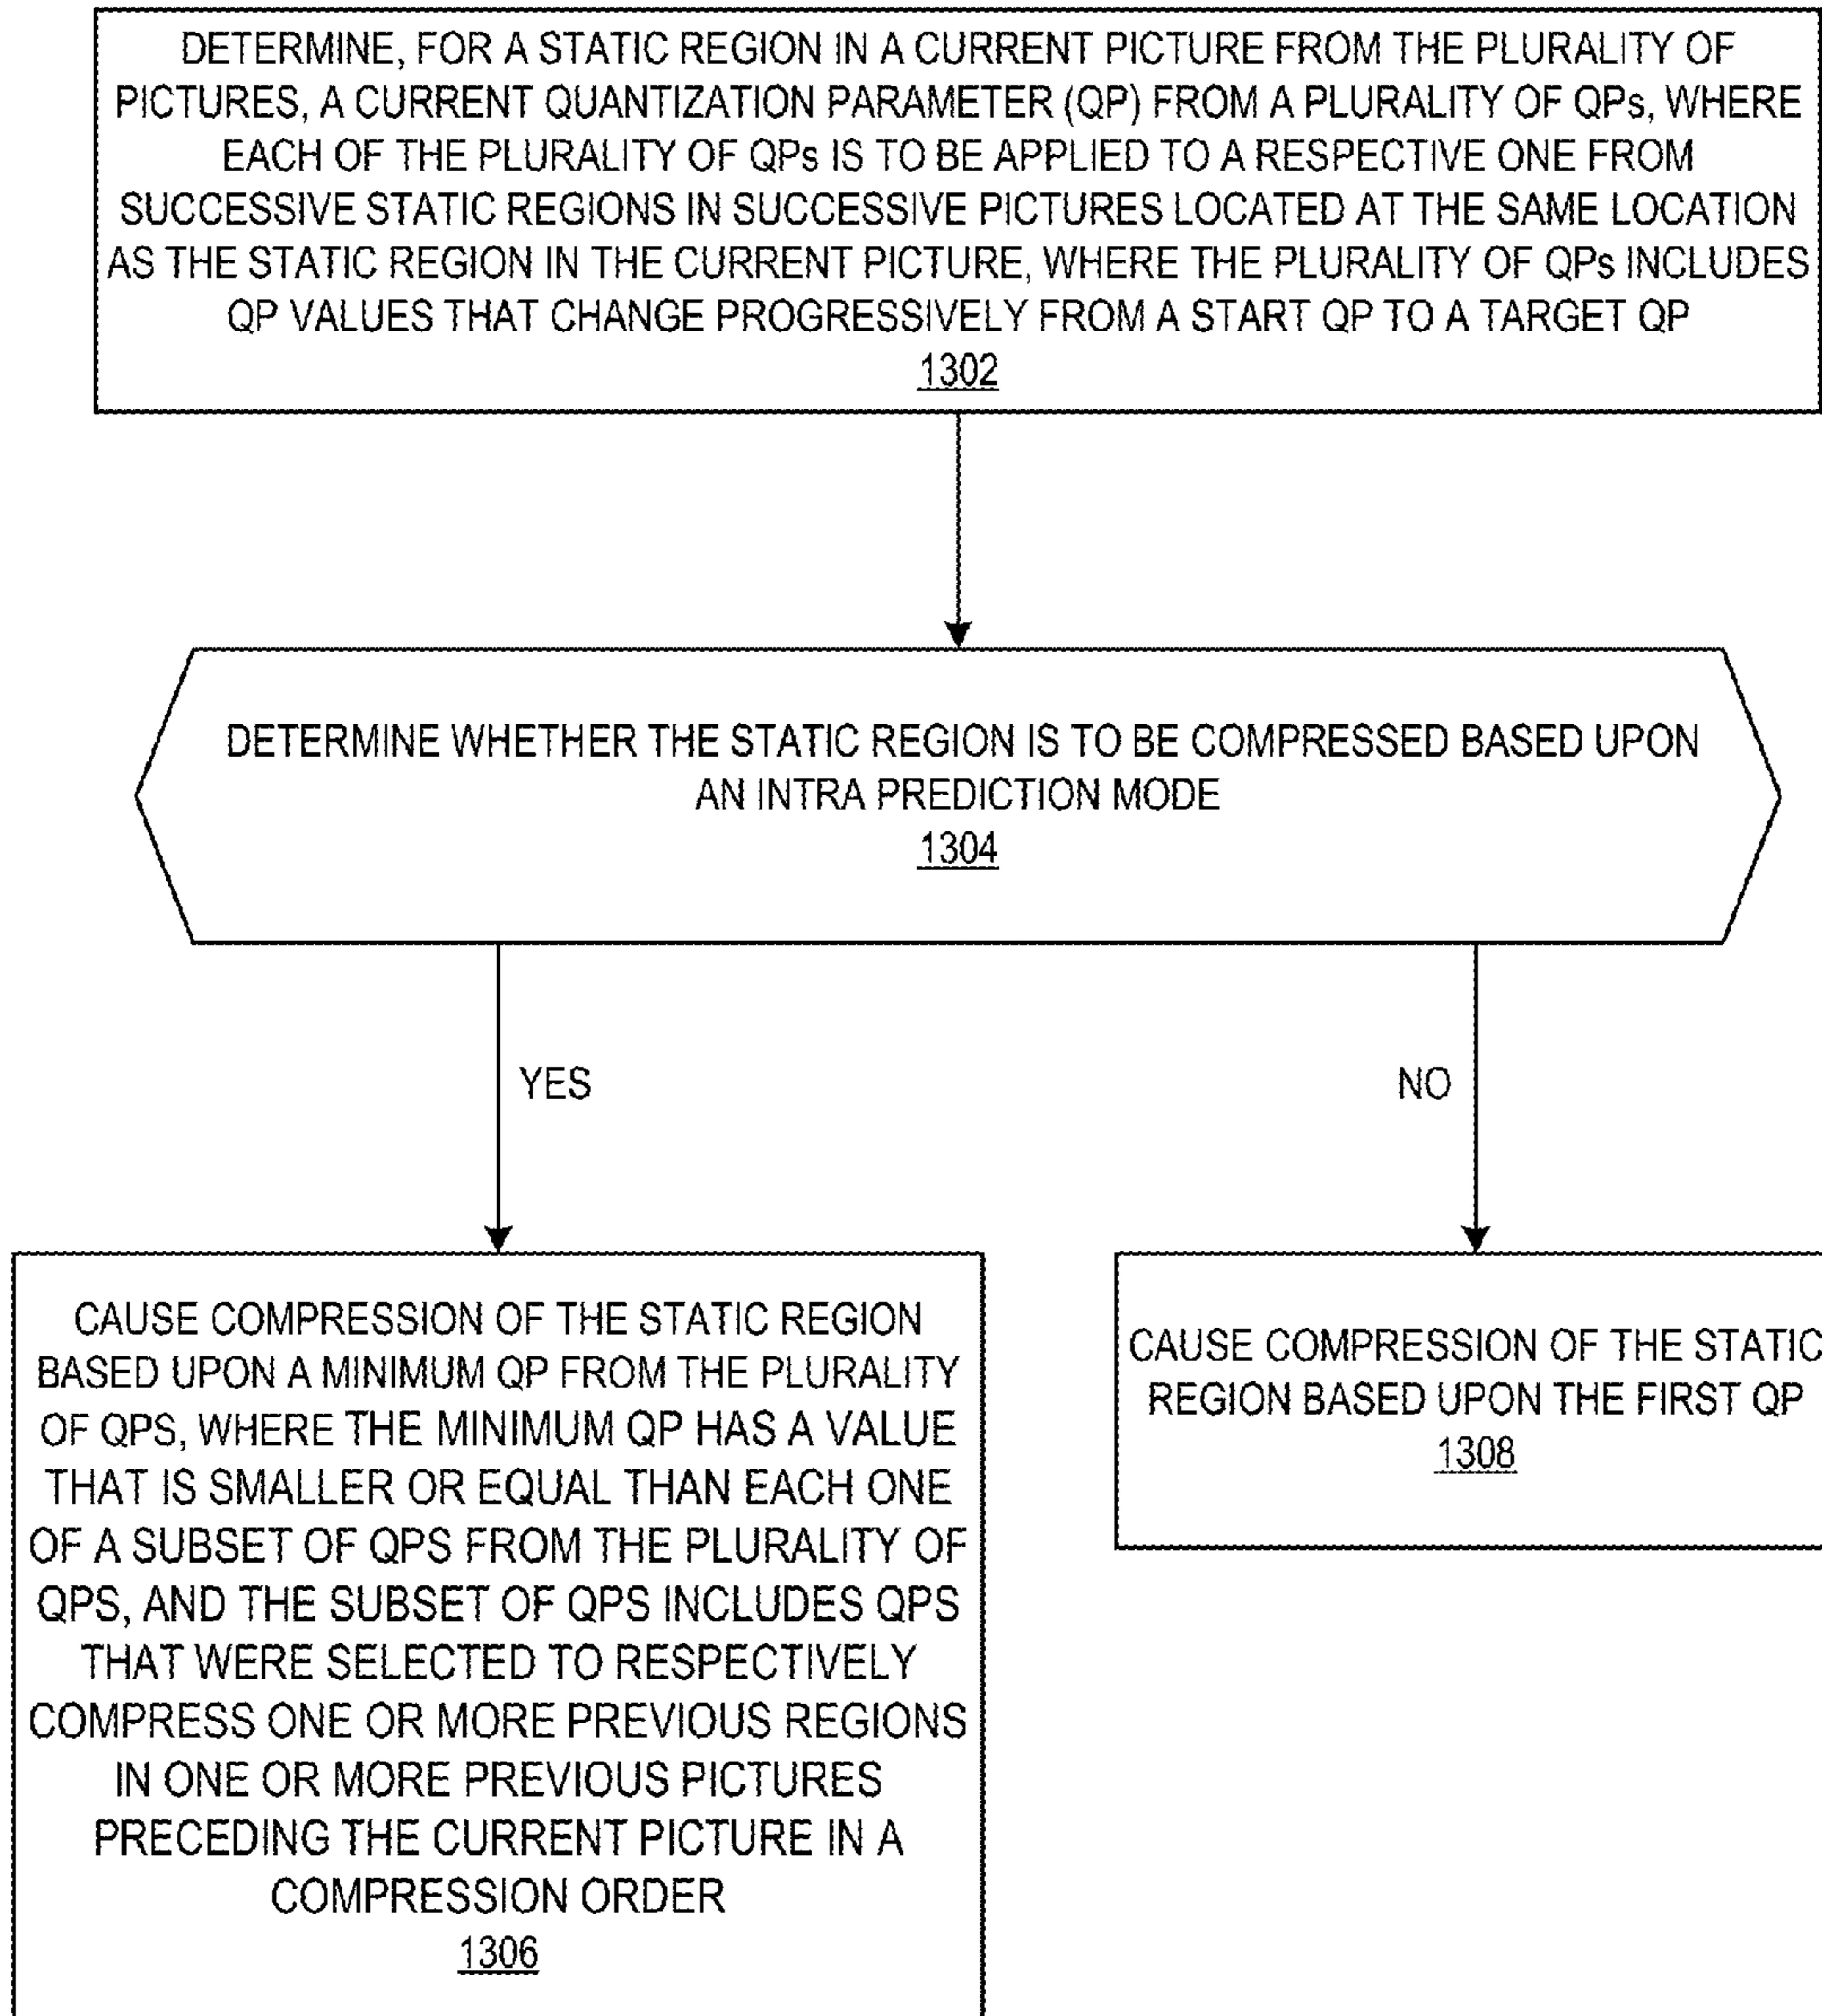 DETERMINE, FOR A STATIC REGION IN A CURRENT PICTURE FROM THE PLURALITY OF
PICTURES, A CURRENT QUANTIZATION PARAMETER (QP) FROM A PLURALITY OF QPs, WHERE
EACH OF THE PLURALITY OF QPs IS TO BE APPLIED TO A RESPECTIVE ONE FROM
SUCCESSIVE STATIC REGIONS IN SUCCESSIVE PICTURES LOCATED AT THE SAME LOCATION
AS THE STATIC REGION IN THE CURRENT PICTURE, WHERE THE PLURALITY OF QPs INCLUDES
QP VALUES THAT CHANGE PROGRESSIVELY FROM A START QP TO A TARGET QP
1302
DETERMINE WHETHER THE STATIC REGION IS TO BE COMPRESSED BASED UPON
AN INTRA PREDICTION MODE
1304
YES
NO
CAUSE COMPRESSION OF THE STATIC REGION
BASED UPON A MINIMUM QP FROM THE PLURALITY
OF QPS, WHERE THE MINIMUM QP HAS A VALUE
THAT IS SMALLER OR EQUAL THAN EACH ONE
OF A SUBSET OF QPS FROM THE PLURALITY OF
QPS, AND THE SUBSET OF QPS INCLUDES QPS
THAT WERE SELECTED TO RESPECTIVELY
COMPRESS ONE OR MORE PREVIOUS REGIONS
IN ONE OR MORE PREVIOUS PICTURES
PRECEDING THE CURRENT PICTURE IN A
COMPRESSION ORDER
1306
CAUSE COMPRESSION OF THE STATIC
REGION BASED UPON THE FIRST QP
1308